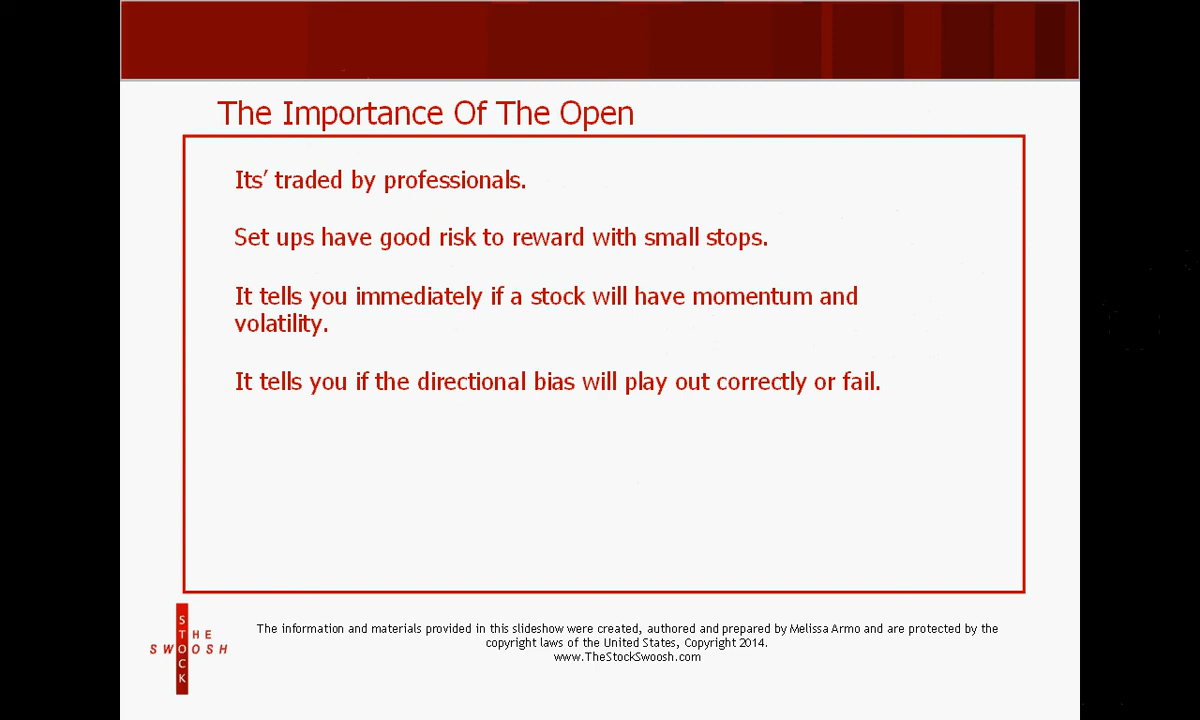 The Importance Of The Open
Its’ traded by professionals.
Set ups have good risk to reward with small stops.
It tells you immediately if a stock will have momentum and
volatility.
It tells you if the directional bias will play out correctly or fail.
THE
STOCK
SWOOSH
The information and materials provided in this slideshow were created, authored and prepared by Melissa Armo and are protected by the
copyright laws of the United States, Copyright 2014.
www.TheStockSwoosh.com